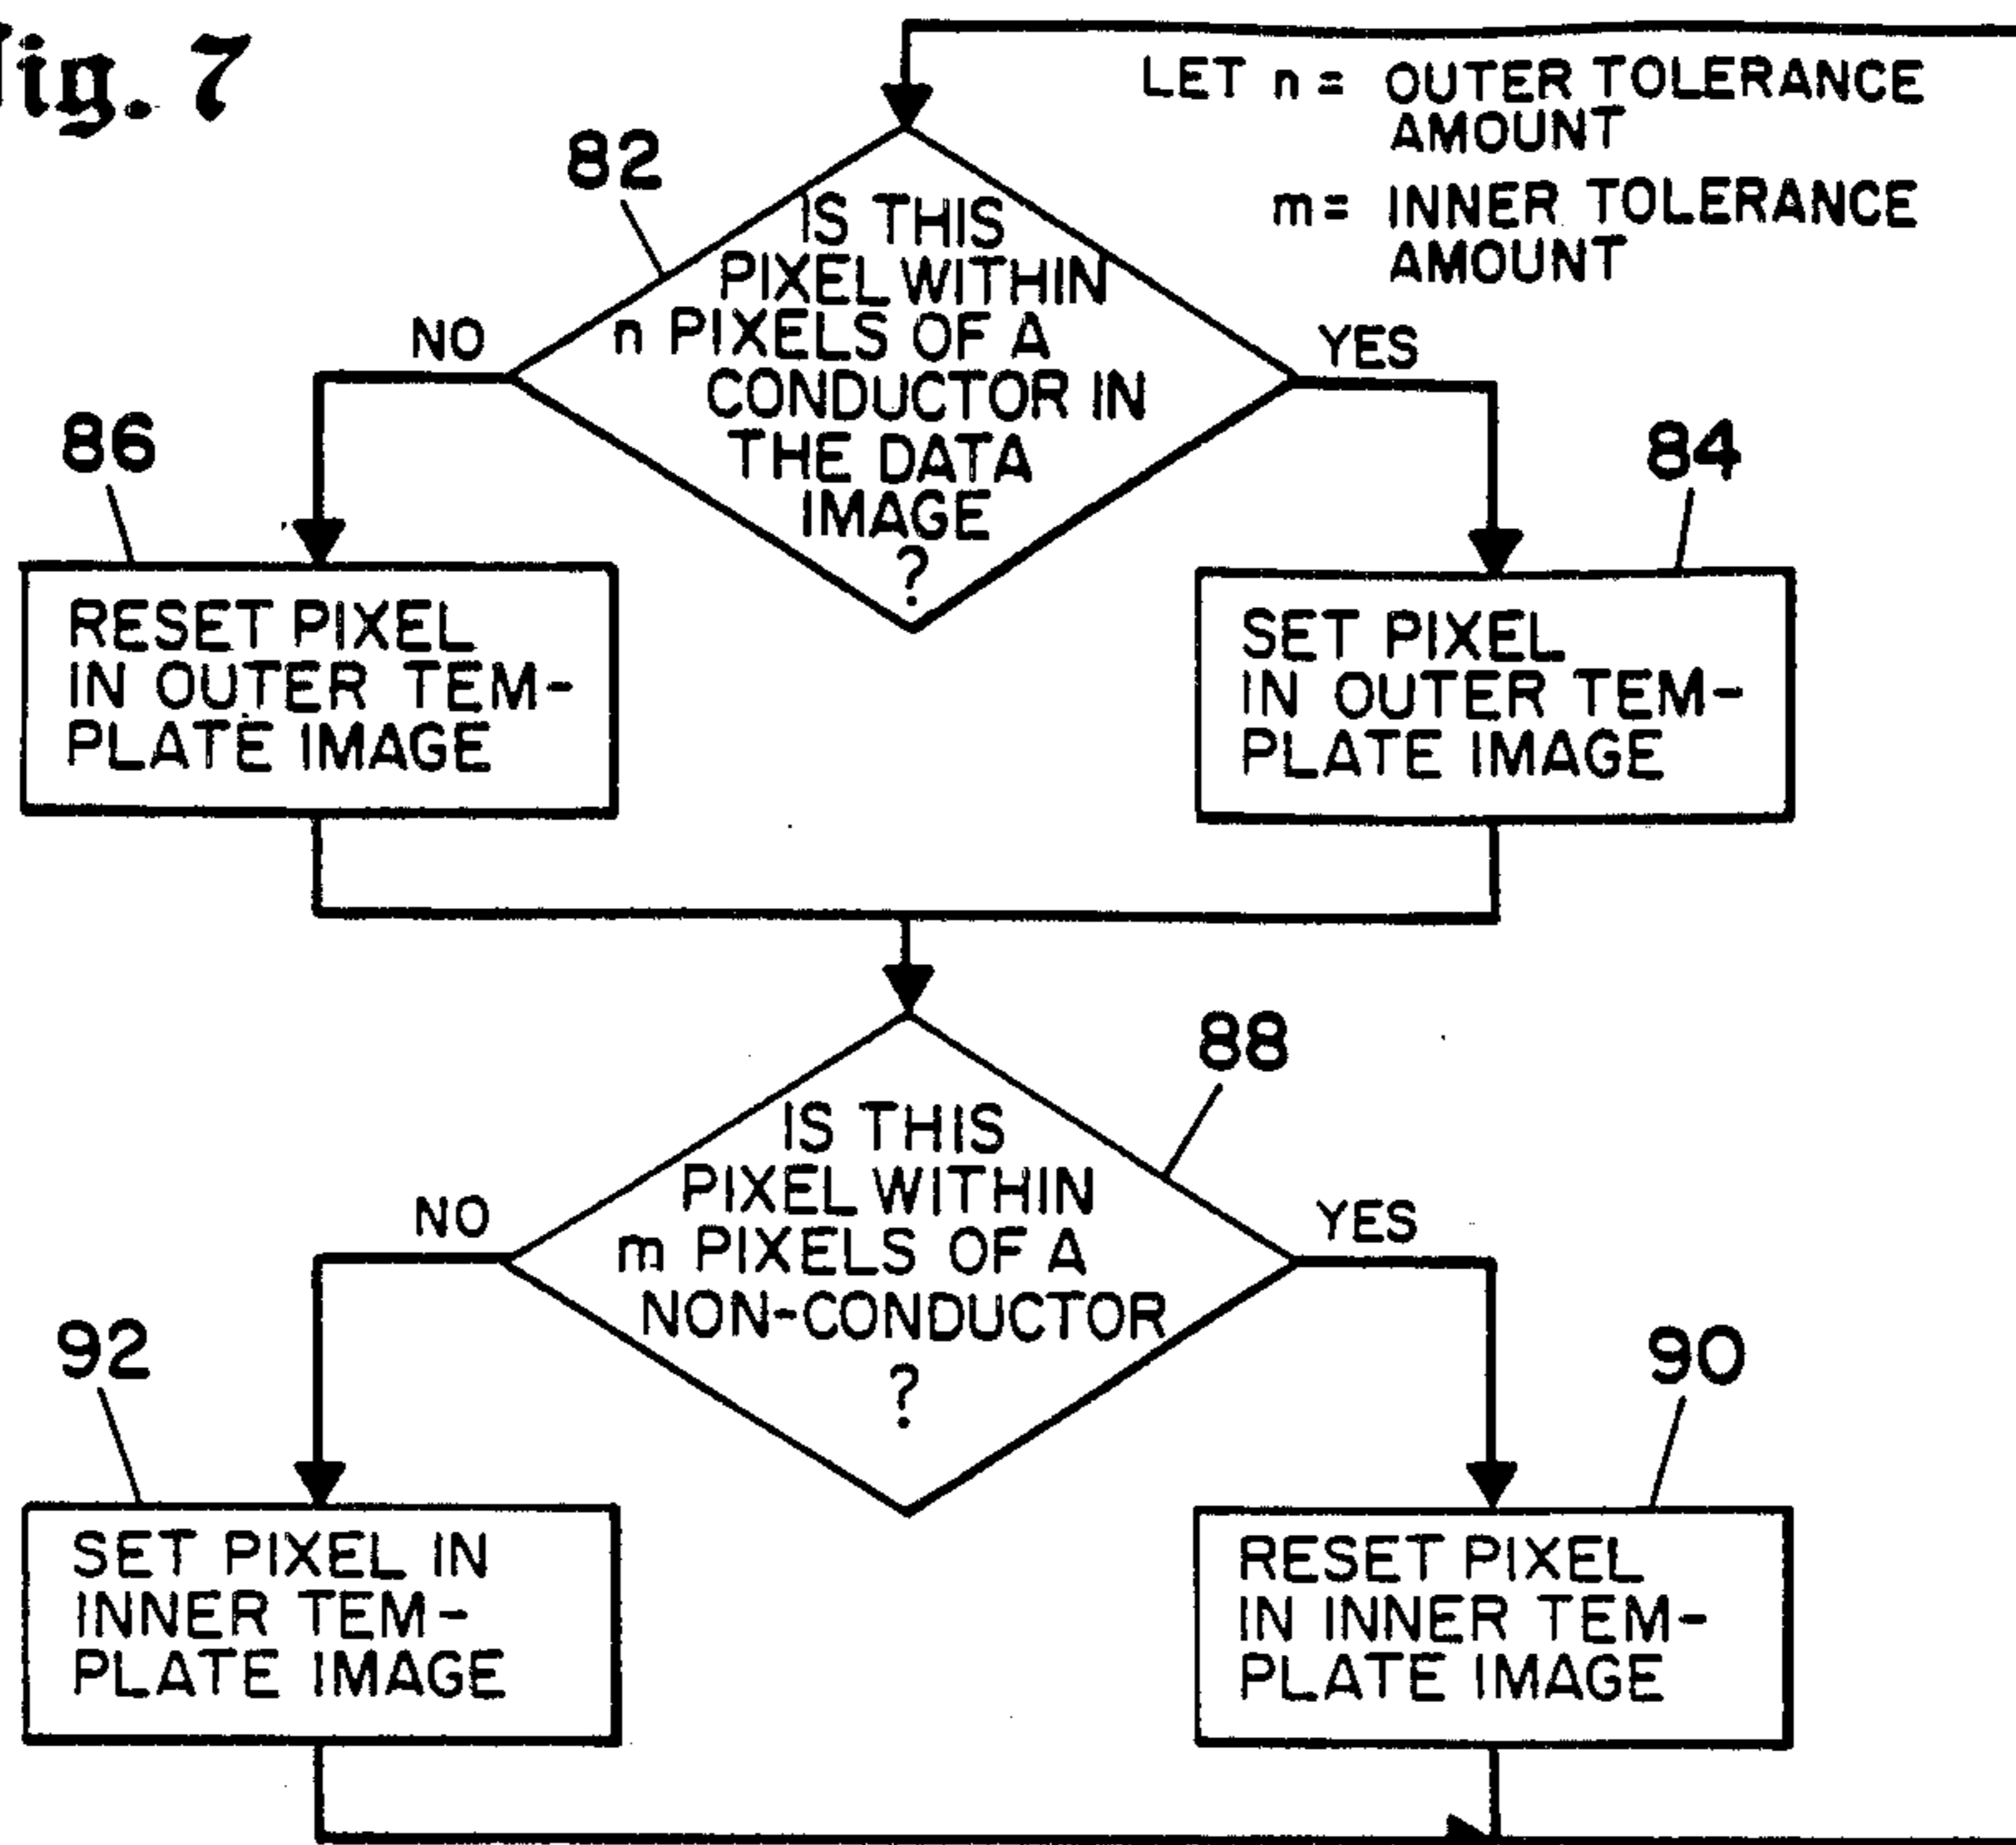 Fig. 7
LET n = OUTER TOLERANCE
AMOUNT
m = INNER TOLERANCE
AMOUNT
82
IS THIS
PIXEL WITHIN
n PIXELS OF A
CONDUCTOR IN
THE DATA
IMAGE
?
NO
YES
86
84
RESET PIXEL
IN OUTER TEM-
PLATE IMAGE
SET PIXEL
IN OUTER TEM-
PLATE IMAGE
88
IS THIS
PIXEL WITHIN
m PIXELS OF A
NON-CONDUCTOR
?
NO
YES
92
90
SET PIXEL IN
INNER TEM-
PLATE IMAGE
RESET PIXEL
IN INNER TEM-
PLATE IMAGE